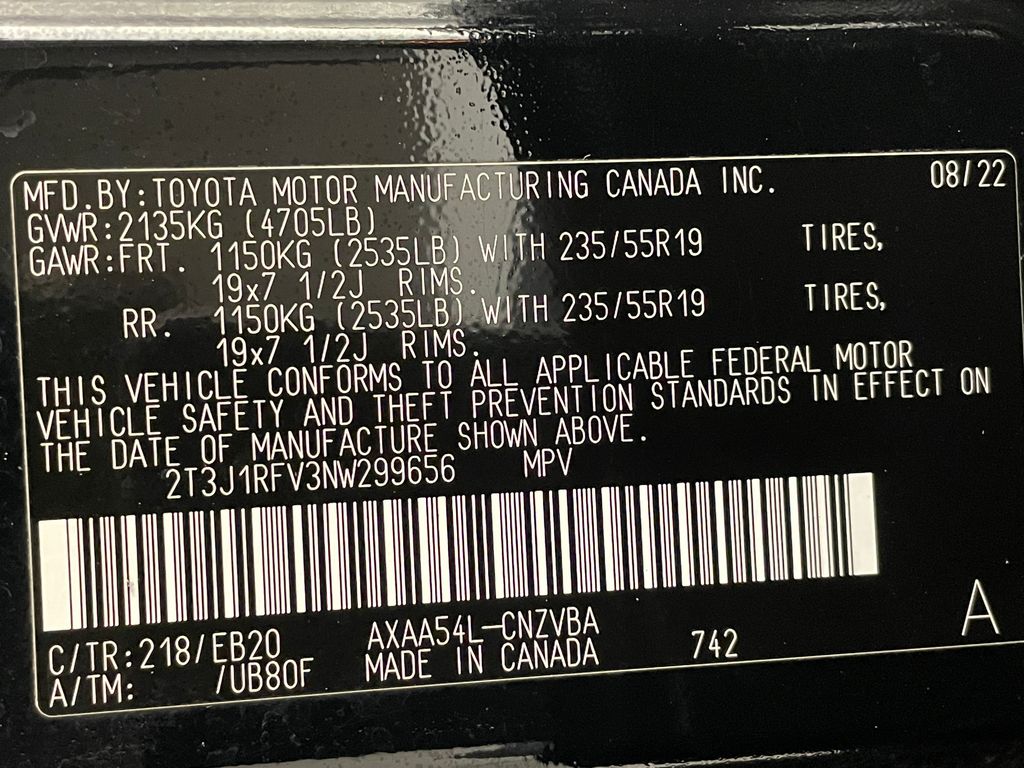 MFD.BY:TOYOTA MOTOR MANUFACTURING CANADA INC. 08/22
GVWR:2135KG (4705LB)
GAWR:FRT. 1150KG (2535LB) WITH 235/55R19 TIRES,
19x7 1/2J RIMS.
RR. 1150KG (2535LB) WITH 235/55R19 TIRES,
19x7 1/2J RIMS.
THIS VEHICLE CONFORMS TO ALL APPLICABLE FEDERAL MOTOR
VEHICLE SAFETY AND THEFT PREVENTION STANDARDS IN EFFECT ON
THE DATE OF MANUFACTURE SHOWN ABOVE.
2T3J1RFV3NW299656 MPV
C/TR:218/EB20 AXAA54L-CNZVBA 742 A
A/TM: /UB80F MADE IN CANADA